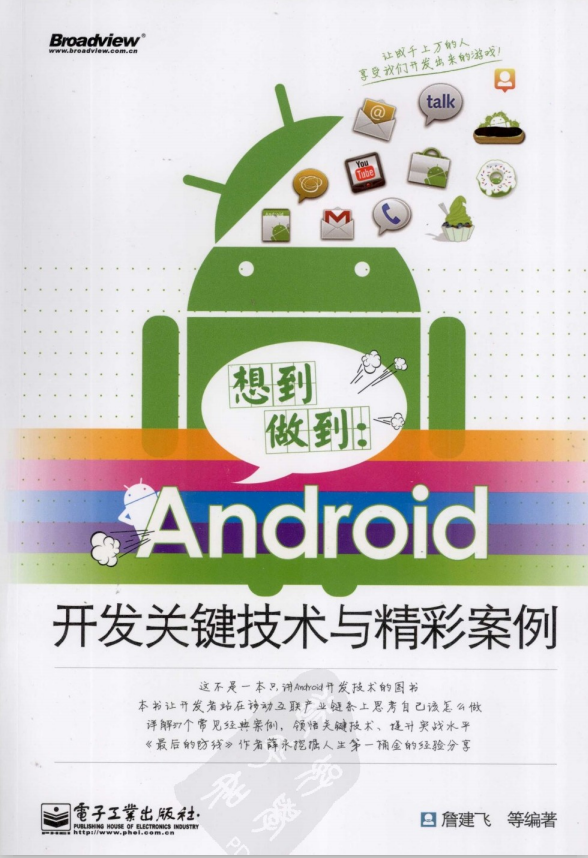 Broadview®
www.broadview.com.cn
让成千上万的人
享受我们开发出来的游戏！
talk
@
You
Tube
M
想到
做到：
Android
开发关键技术与精彩案例
这不是一本只讲Android开发技术的图书
本书让开发者站在移动互联产业链条上思考自己该怎么做
详解37个常见经典案例，领悟关键技术、提升实战水平
《最后的防线》作者薛永挖掘人生第一桶金的经验分享
電子工業出版社·
PUBLISHING HOUSE OF ELECTRONICS INDUSTRY
http://www.phei.com.cn
詹建飞 等编著